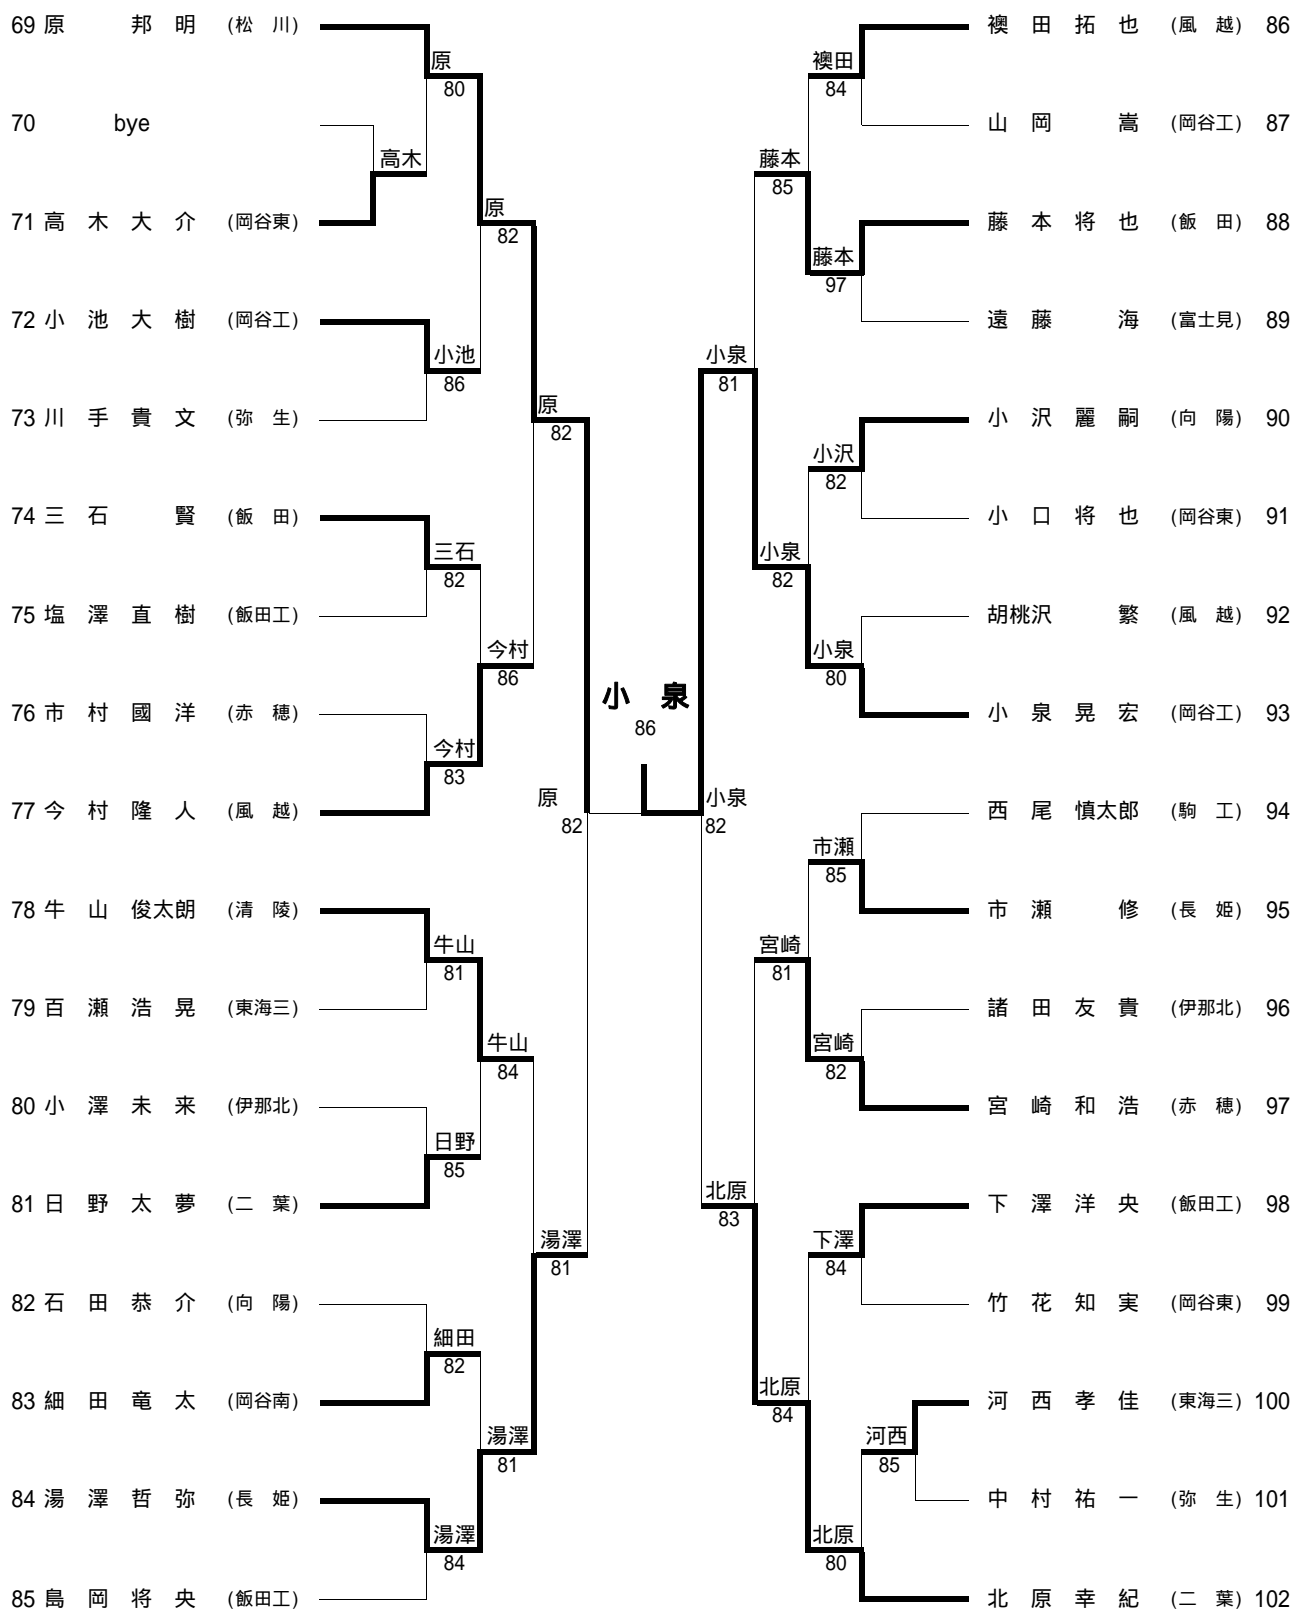 69 原 邦 明 (松 川)
70 bye
71 高 木 大 介 (岡谷東)
72 小 池 大 樹 (岡谷工)
73 川 手 貴 文 (弥 生)
74 三 石 賢 (飯 田)
75 塩 澤 直 樹 (飯田工)
76 市 村 國 洋 (赤 穂)
77 今 村 隆 人 (風 越)
78 牛 山 俊太朗 (清 陵)
79 百 瀬 浩 晃 (東海三)
80 小 澤 未 来 (伊那北)
81 日 野 太 夢 (二 葉)
82 石 田 恭 介 (向 陽)
83 細 田 竜 太 (岡谷南)
84 湯 澤 哲 弥 (長 姫)
85 島 岡 将 央 (飯田工)
高木
原
80
小池
86
三石
82
今村
83
牛山
81
日野
85
細田
82
湯澤
84
原
82
今村
86
牛山
84
湯澤
81
原
82
湯澤
81
原
82
小 泉
86
小泉
82
小泉
81
北原
83
藤本
85
小泉
82
宮崎
81
北原
84
襖田
84
藤本
97
小沢
82
小泉
80
市瀬
85
宮崎
82
下澤
84
河西
85
北原
80
襖 田 拓 也 (風 越) 86
山 岡 嵩 (岡谷工) 87
藤 本 将 也 (飯 田) 88
遠 藤 海 (富士見) 89
小 沢 麗 嗣 (向 陽) 90
小 口 将 也 (岡谷東) 91
胡桃沢 繁 (風 越) 92
小 泉 晃 宏 (岡谷工) 93
西 尾 慎太郎 (駒 工) 94
市 瀬 修 (長 姫) 95
諸 田 友 貴 (伊那北) 96
宮 崎 和 浩 (赤 穂) 97
下 澤 洋 央 (飯田工) 98
竹 花 知 実 (岡谷東) 99
河 西 孝 佳 (東海三) 100
中 村 祐 一 (弥 生) 101
北 原 幸 紀 (二 葉) 102